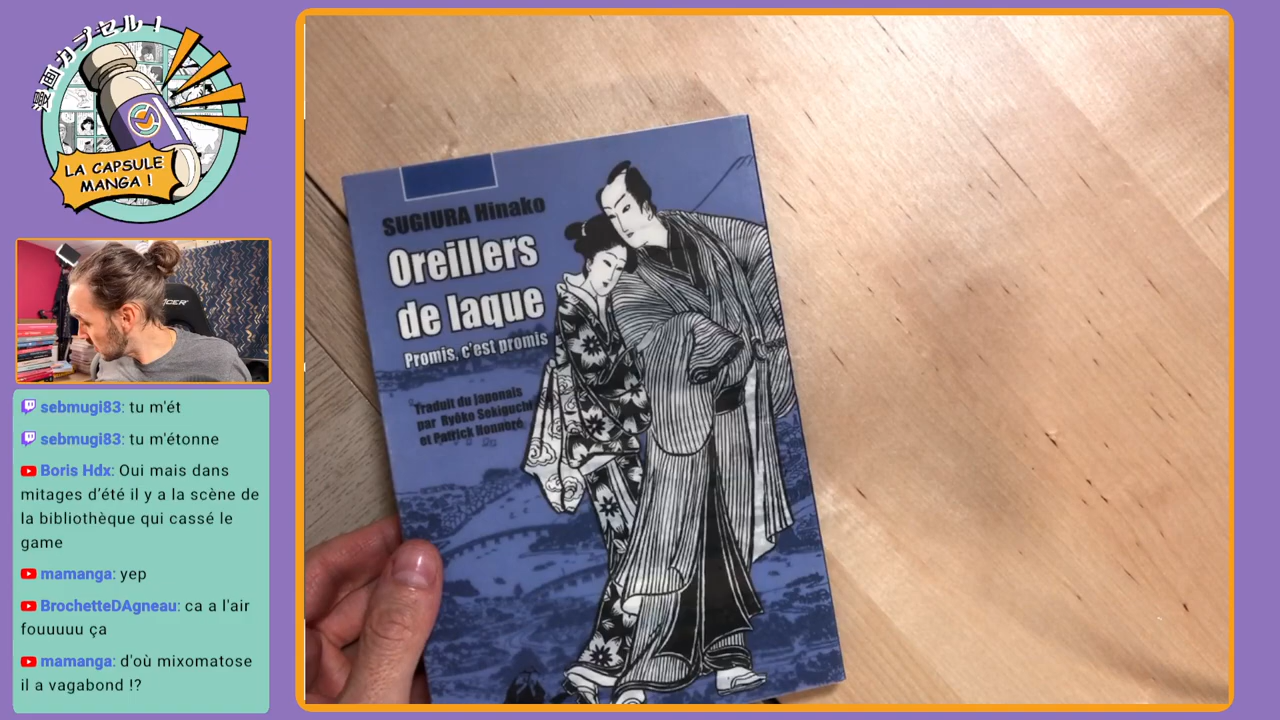 漫画カプセル!
LA CAPSULE
MANGA !
SUGIURA Hinako
Oreillers
de laque
Promis, c'est promis
Traduit du japonais
par Ryôko Sekiguchi
et Patrick Honnoré
sebmugi83: tu m'ét
sebmugi83: tu m'étonne
Boris Hdx: Oui mais dans
mitages d'été il y a la scène de
la bibliothèque qui cassé le
game
mamanga: yep
BrochetteDAgneau: ca a l'air
fouuuuu ça
mamanga: d'où mixomatose
il a vagabond !?